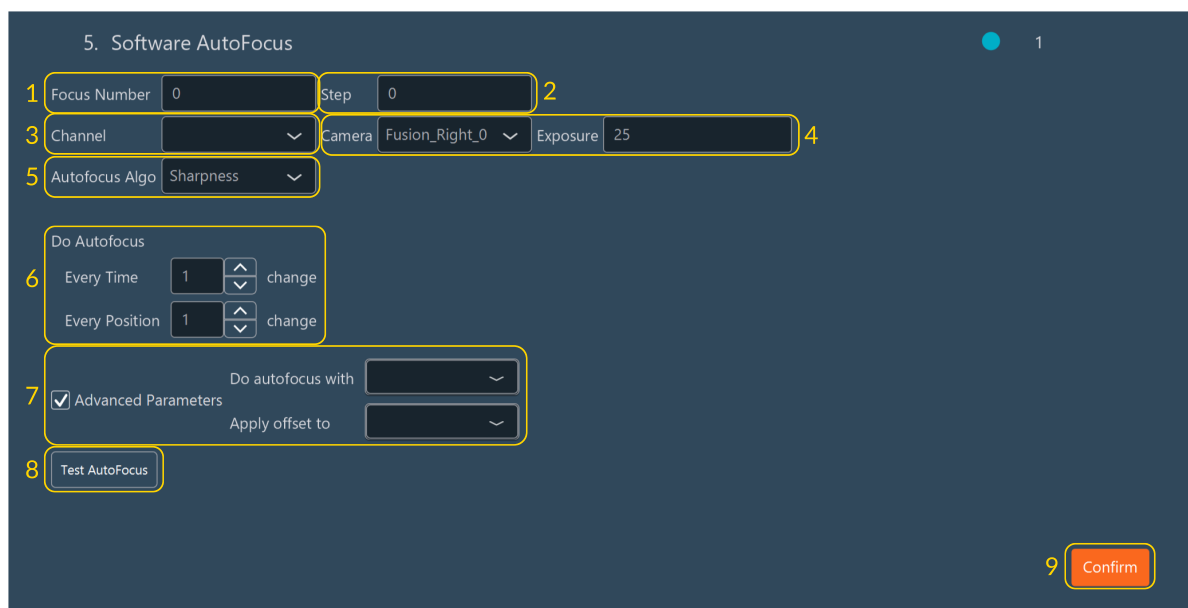 5. Software AutoFocus 1
1 Focus Number 0 Step 0 2
3 Channel Camera Fusion_Right_0 Exposure 25 4
5 Autofocus Algo Sharpness
Do Autofocus
6 Every Time 1 change
Every Position 1 change
Do autofocus with
7 Advanced Parameters
Apply offset to
8 Test AutoFocus
9 Confirm